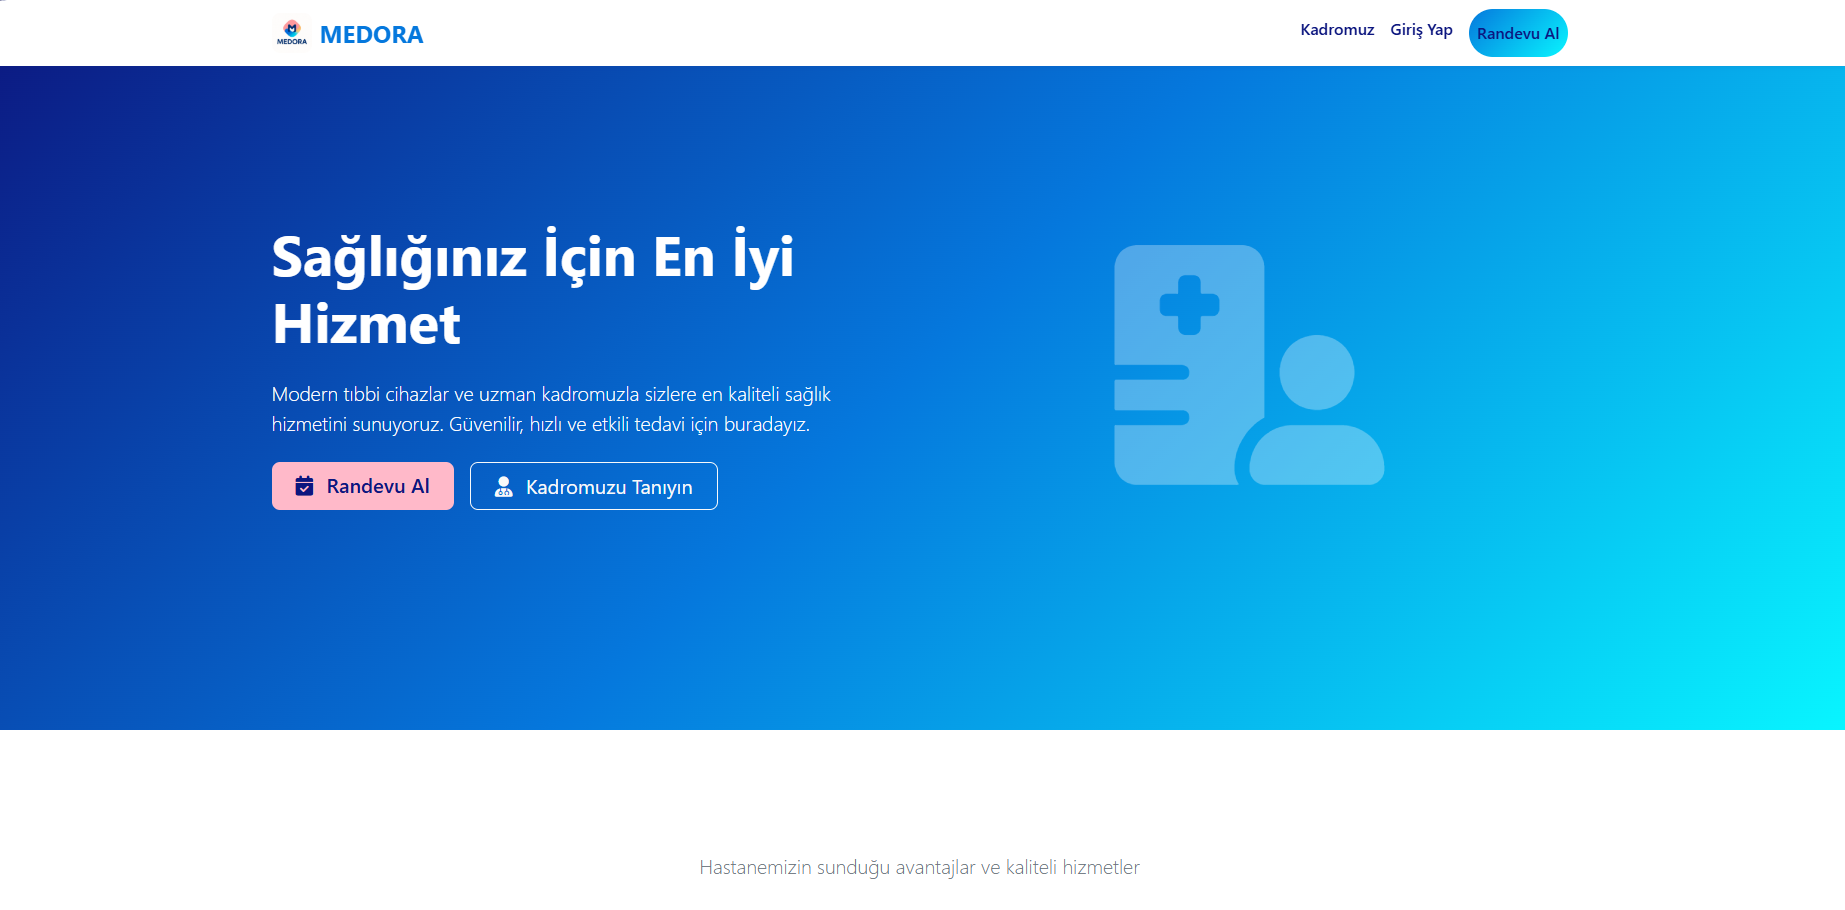 MEDORA
MEDORA
Kadromuz
Giriş Yap
Randevu Al
Sağlığınız İçin En İyi
Hizmet
Modern tıbbi cihazlar ve uzman kadromuzla sizlere en kaliteli sağlık
hizmetini sunuyoruz. Güvenilir, hızlı ve etkili tedavi için buradayız.
Randevu Al
Kadromuzu Tanıyın
Hastanemizin sunduğu avantajlar ve kaliteli hizmetler